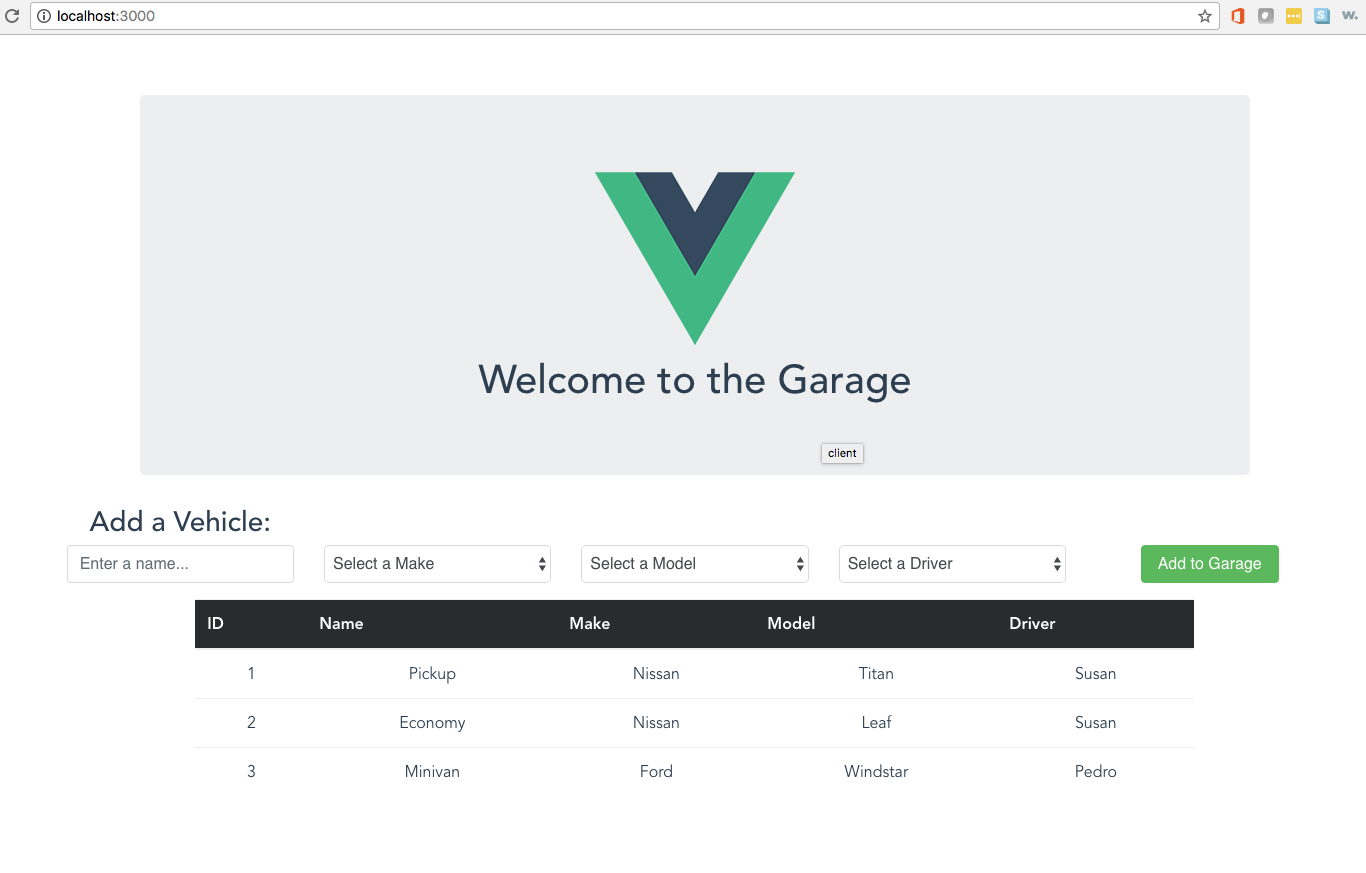 localhost:3000
S
w.
Welcome to the Garage
client
Add a Vehicle:
Enter a name... Select a Make Select a Model Select a Driver Add to Garage
ID Name Make Model Driver
1 Pickup Nissan Titan Susan
2 Economy Nissan Leaf Susan
3 Minivan Ford Windstar Pedro